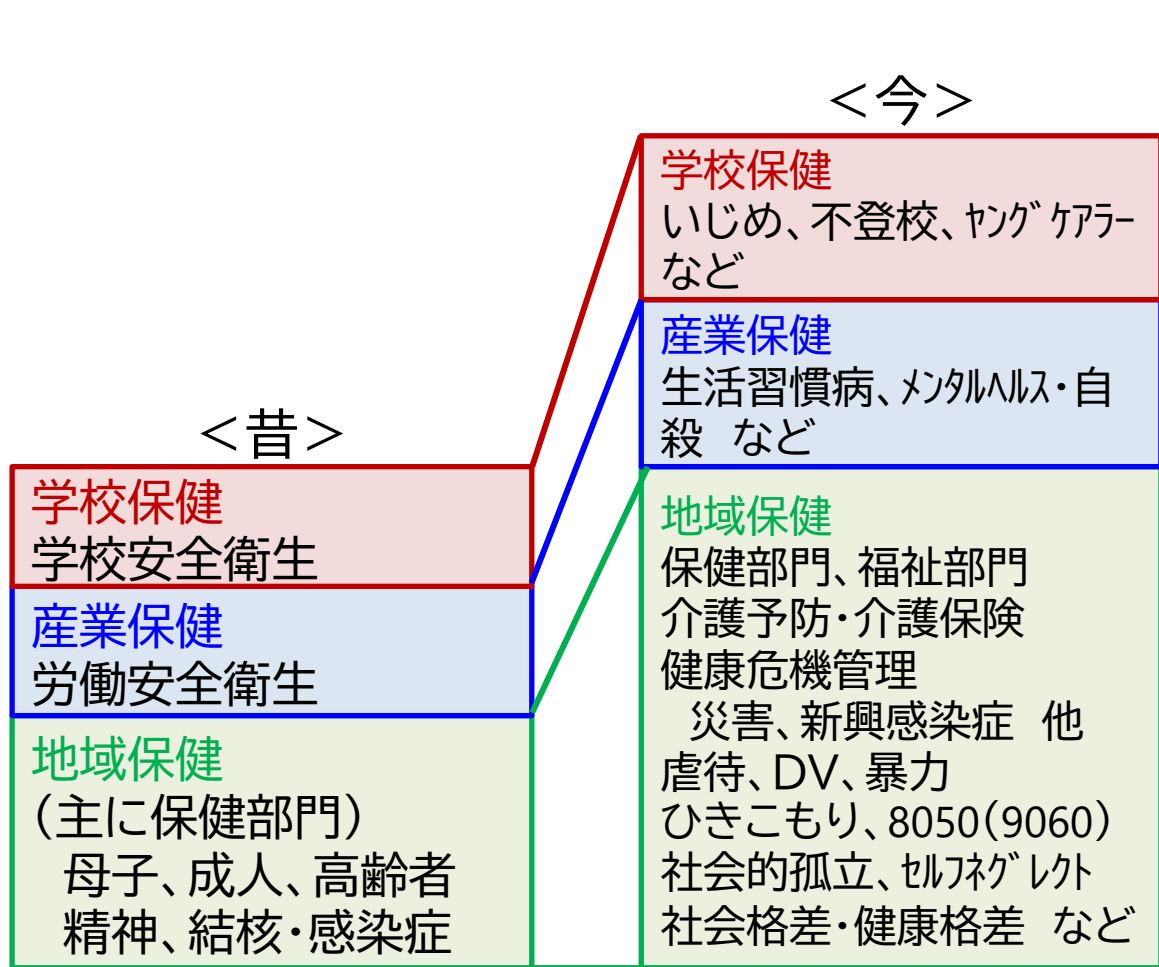 ＜今＞
学校保健
いじめ、不登校、ﾔﾝｸﾞｹｱﾗｰ
など
産業保健
生活習慣病、ﾒﾝﾀﾙﾍﾙｽ・自
殺　など
地域保健
保健部門、福祉部門
介護予防・介護保険
健康危機管理
　災害、新興感染症　他
虐待、DV、暴力
ひきこもり、8050(9060)
社会的孤立、ｾﾙﾌﾈｸﾞﾚｸﾄ
社会格差・健康格差　など
＜昔＞
学校保健
学校安全衛生
産業保健
労働安全衛生
地域保健
（主に保健部門）
　母子、成人、高齢者
　精神、結核・感染症